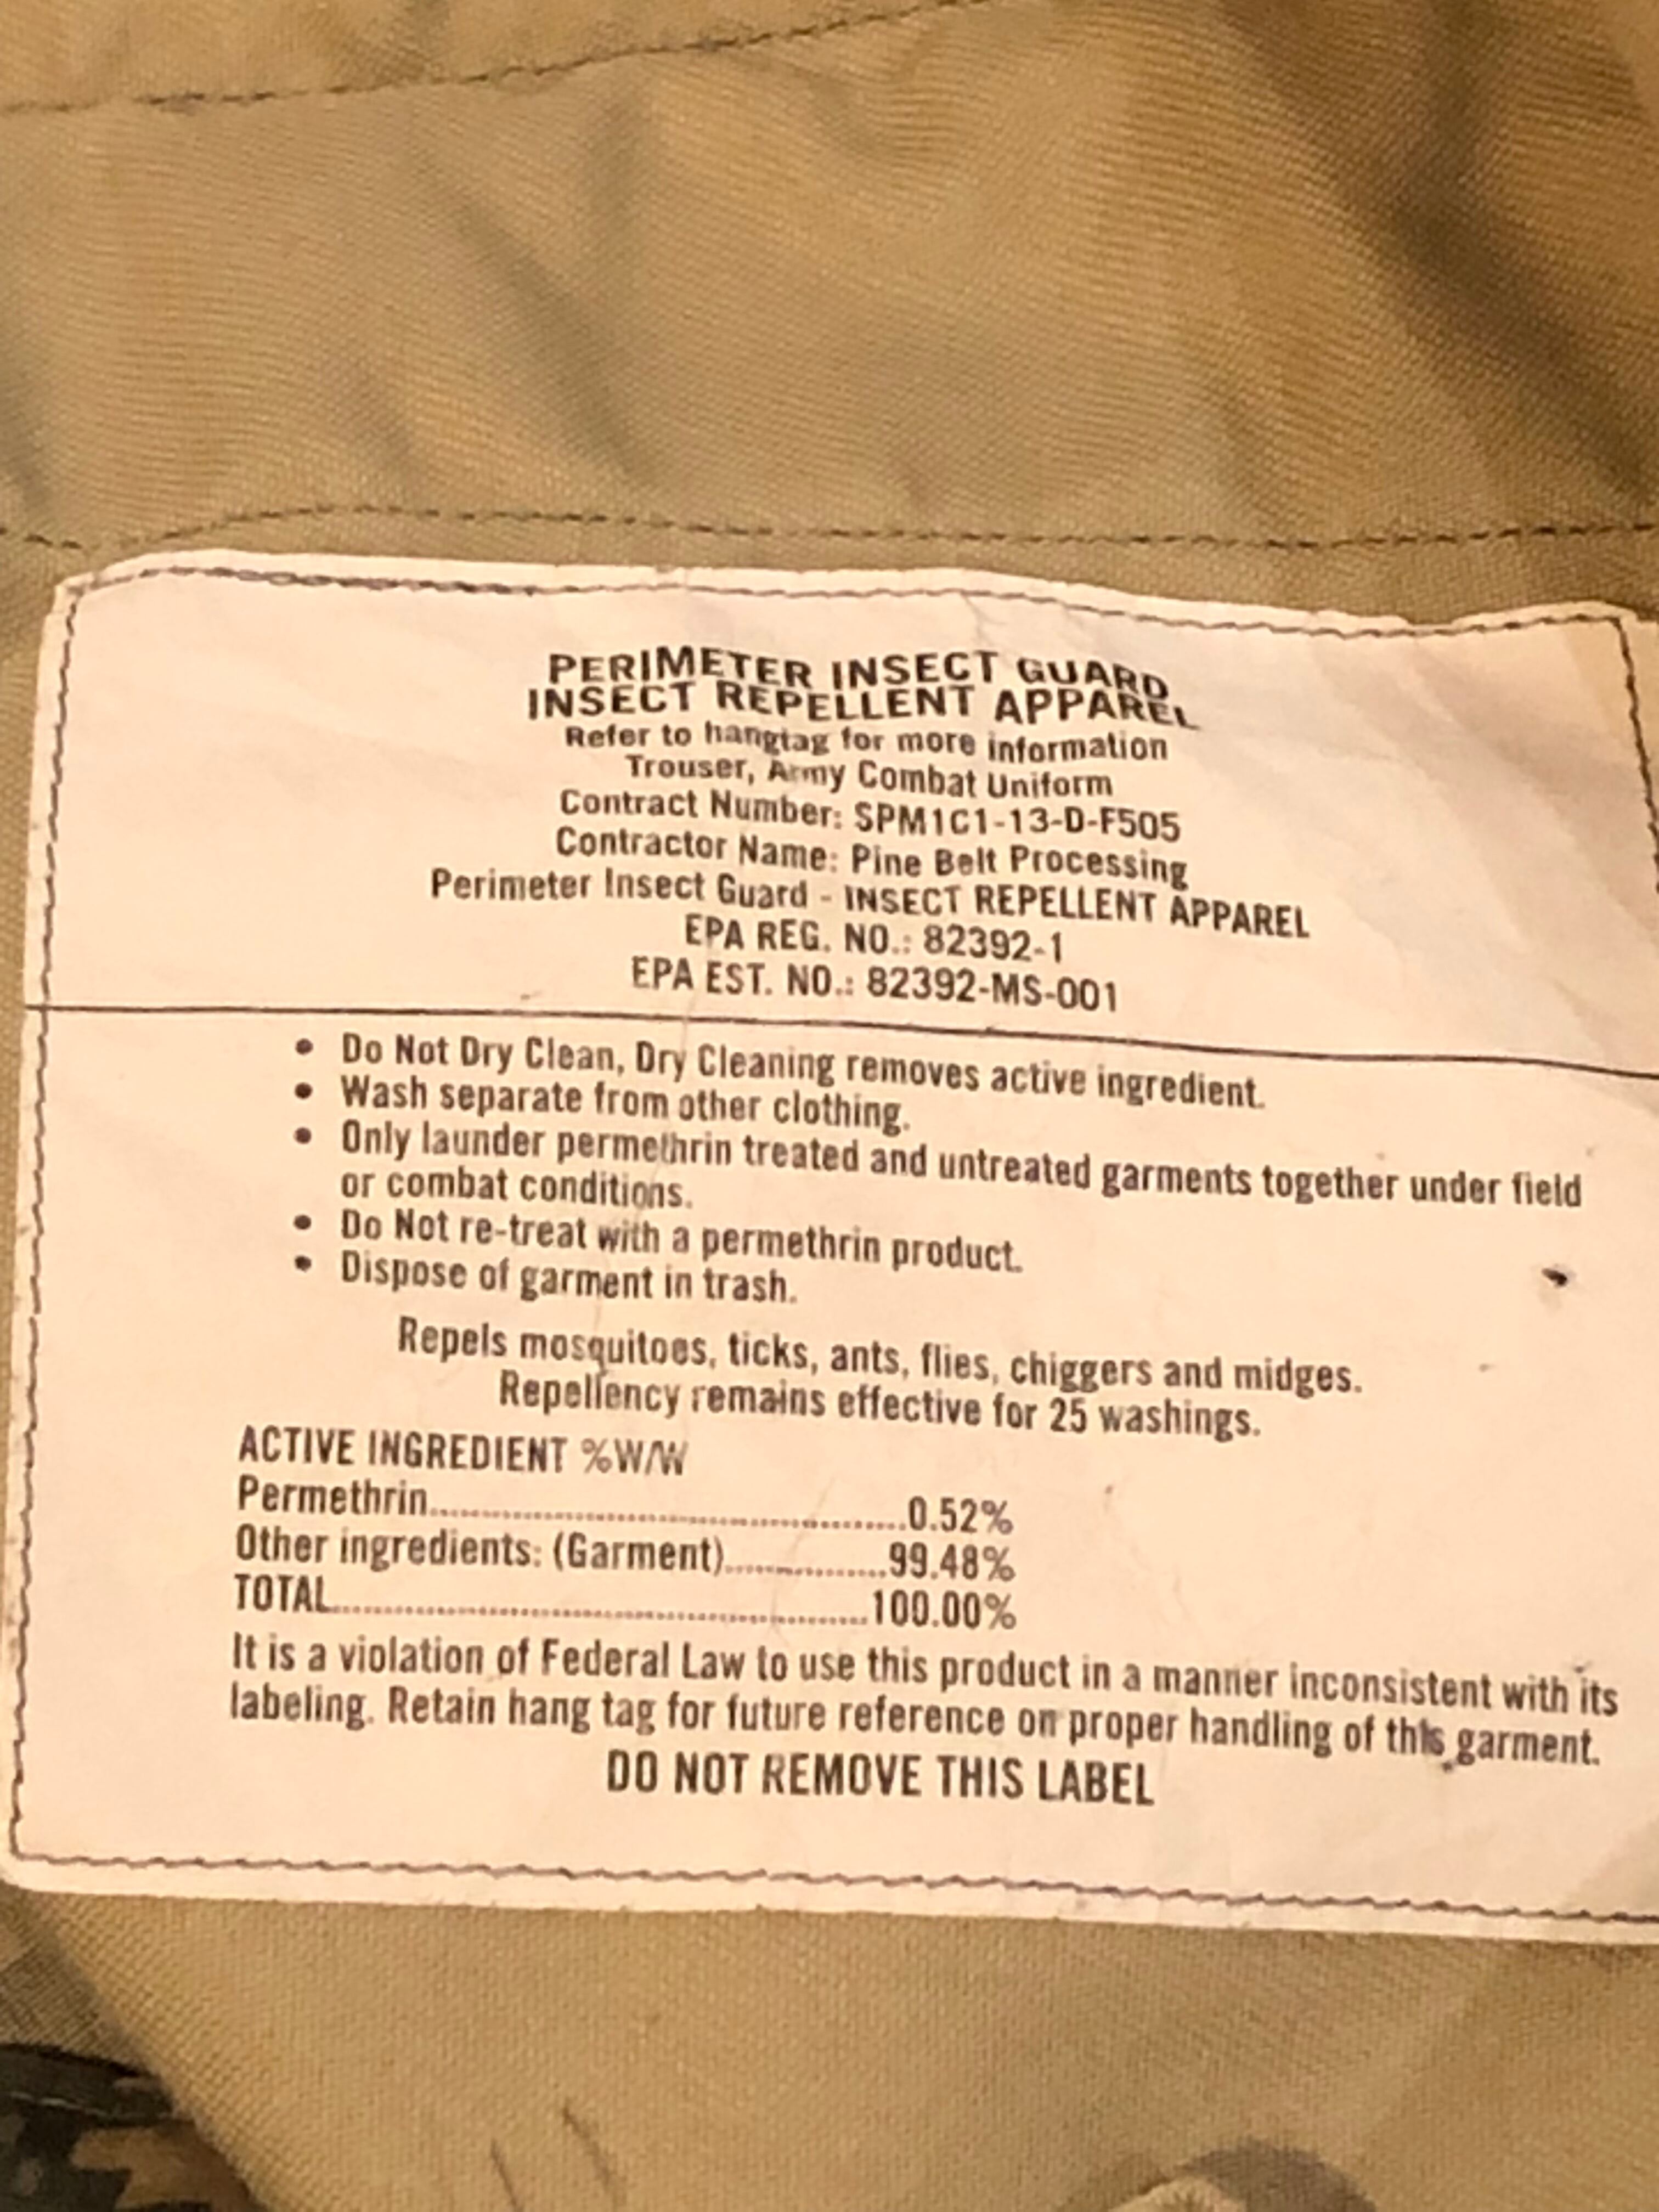 PERIMETER INSECT GUARD
INSECT REPELLENT APPAREL
Refer to hangtag for more information
Trouser, Army Combat Uniform
Contract Number: SPM1C1-13-D-F505
Contractor Name: Pine Belt Processing
Perimeter Insect Guard - INSECT REPELLENT APPAREL
EPA REG. NO.: 82392-1
EPA EST. NO.: 82392-MS-001
• Do Not Dry Clean, Dry Cleaning removes active ingredient.
• Wash separate from other clothing.
• Only launder permethrin treated and untreated garments together under field
or combat conditions.
• Do Not re-treat with a permethrin product.
• Dispose of garment in trash.
Repels mosquitoes, ticks, ants, flies, chiggers and midges.
Repellency remains effective for 25 washings.
ACTIVE INGREDIENT %W/W
Permethrin..........................................0.52%
Other ingredients: (Garment)..............99.48%
TOTAL...............................................100.00%
It is a violation of Federal Law to use this product in a manner inconsistent with its
labeling. Retain hang tag for future reference on proper handling of this garment.
DO NOT REMOVE THIS LABEL